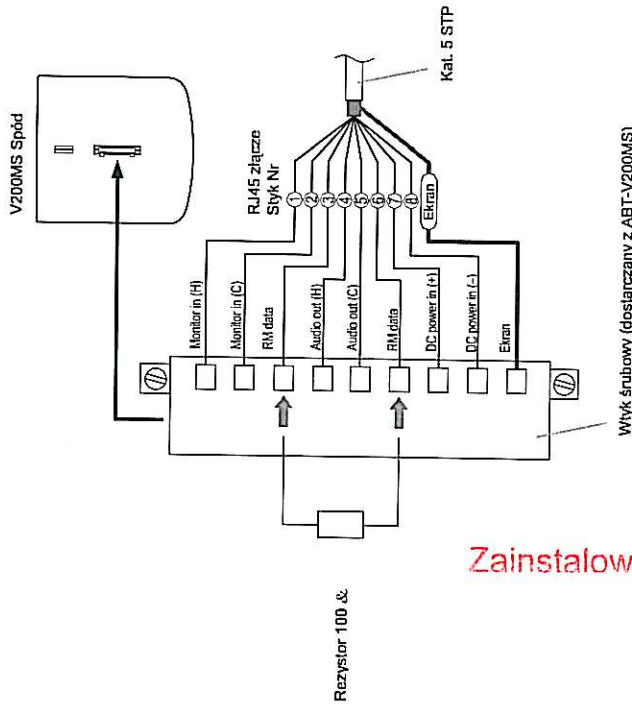 V200MS Spód
RJ45 złącze
Styk Nr
1
2
3
4
5
6
7
8
Ekran
Kat. 5 STP
Monitor in (H)
Monitor in (C)
RM data
Audio out (H)
Audio out (C)
RM data
DC power in (+)
DC power in (−)
Ekran
Rezystor 100 &
Wtyk śrubowy (dostarczany z ABT-V200MS)
Zainstalow